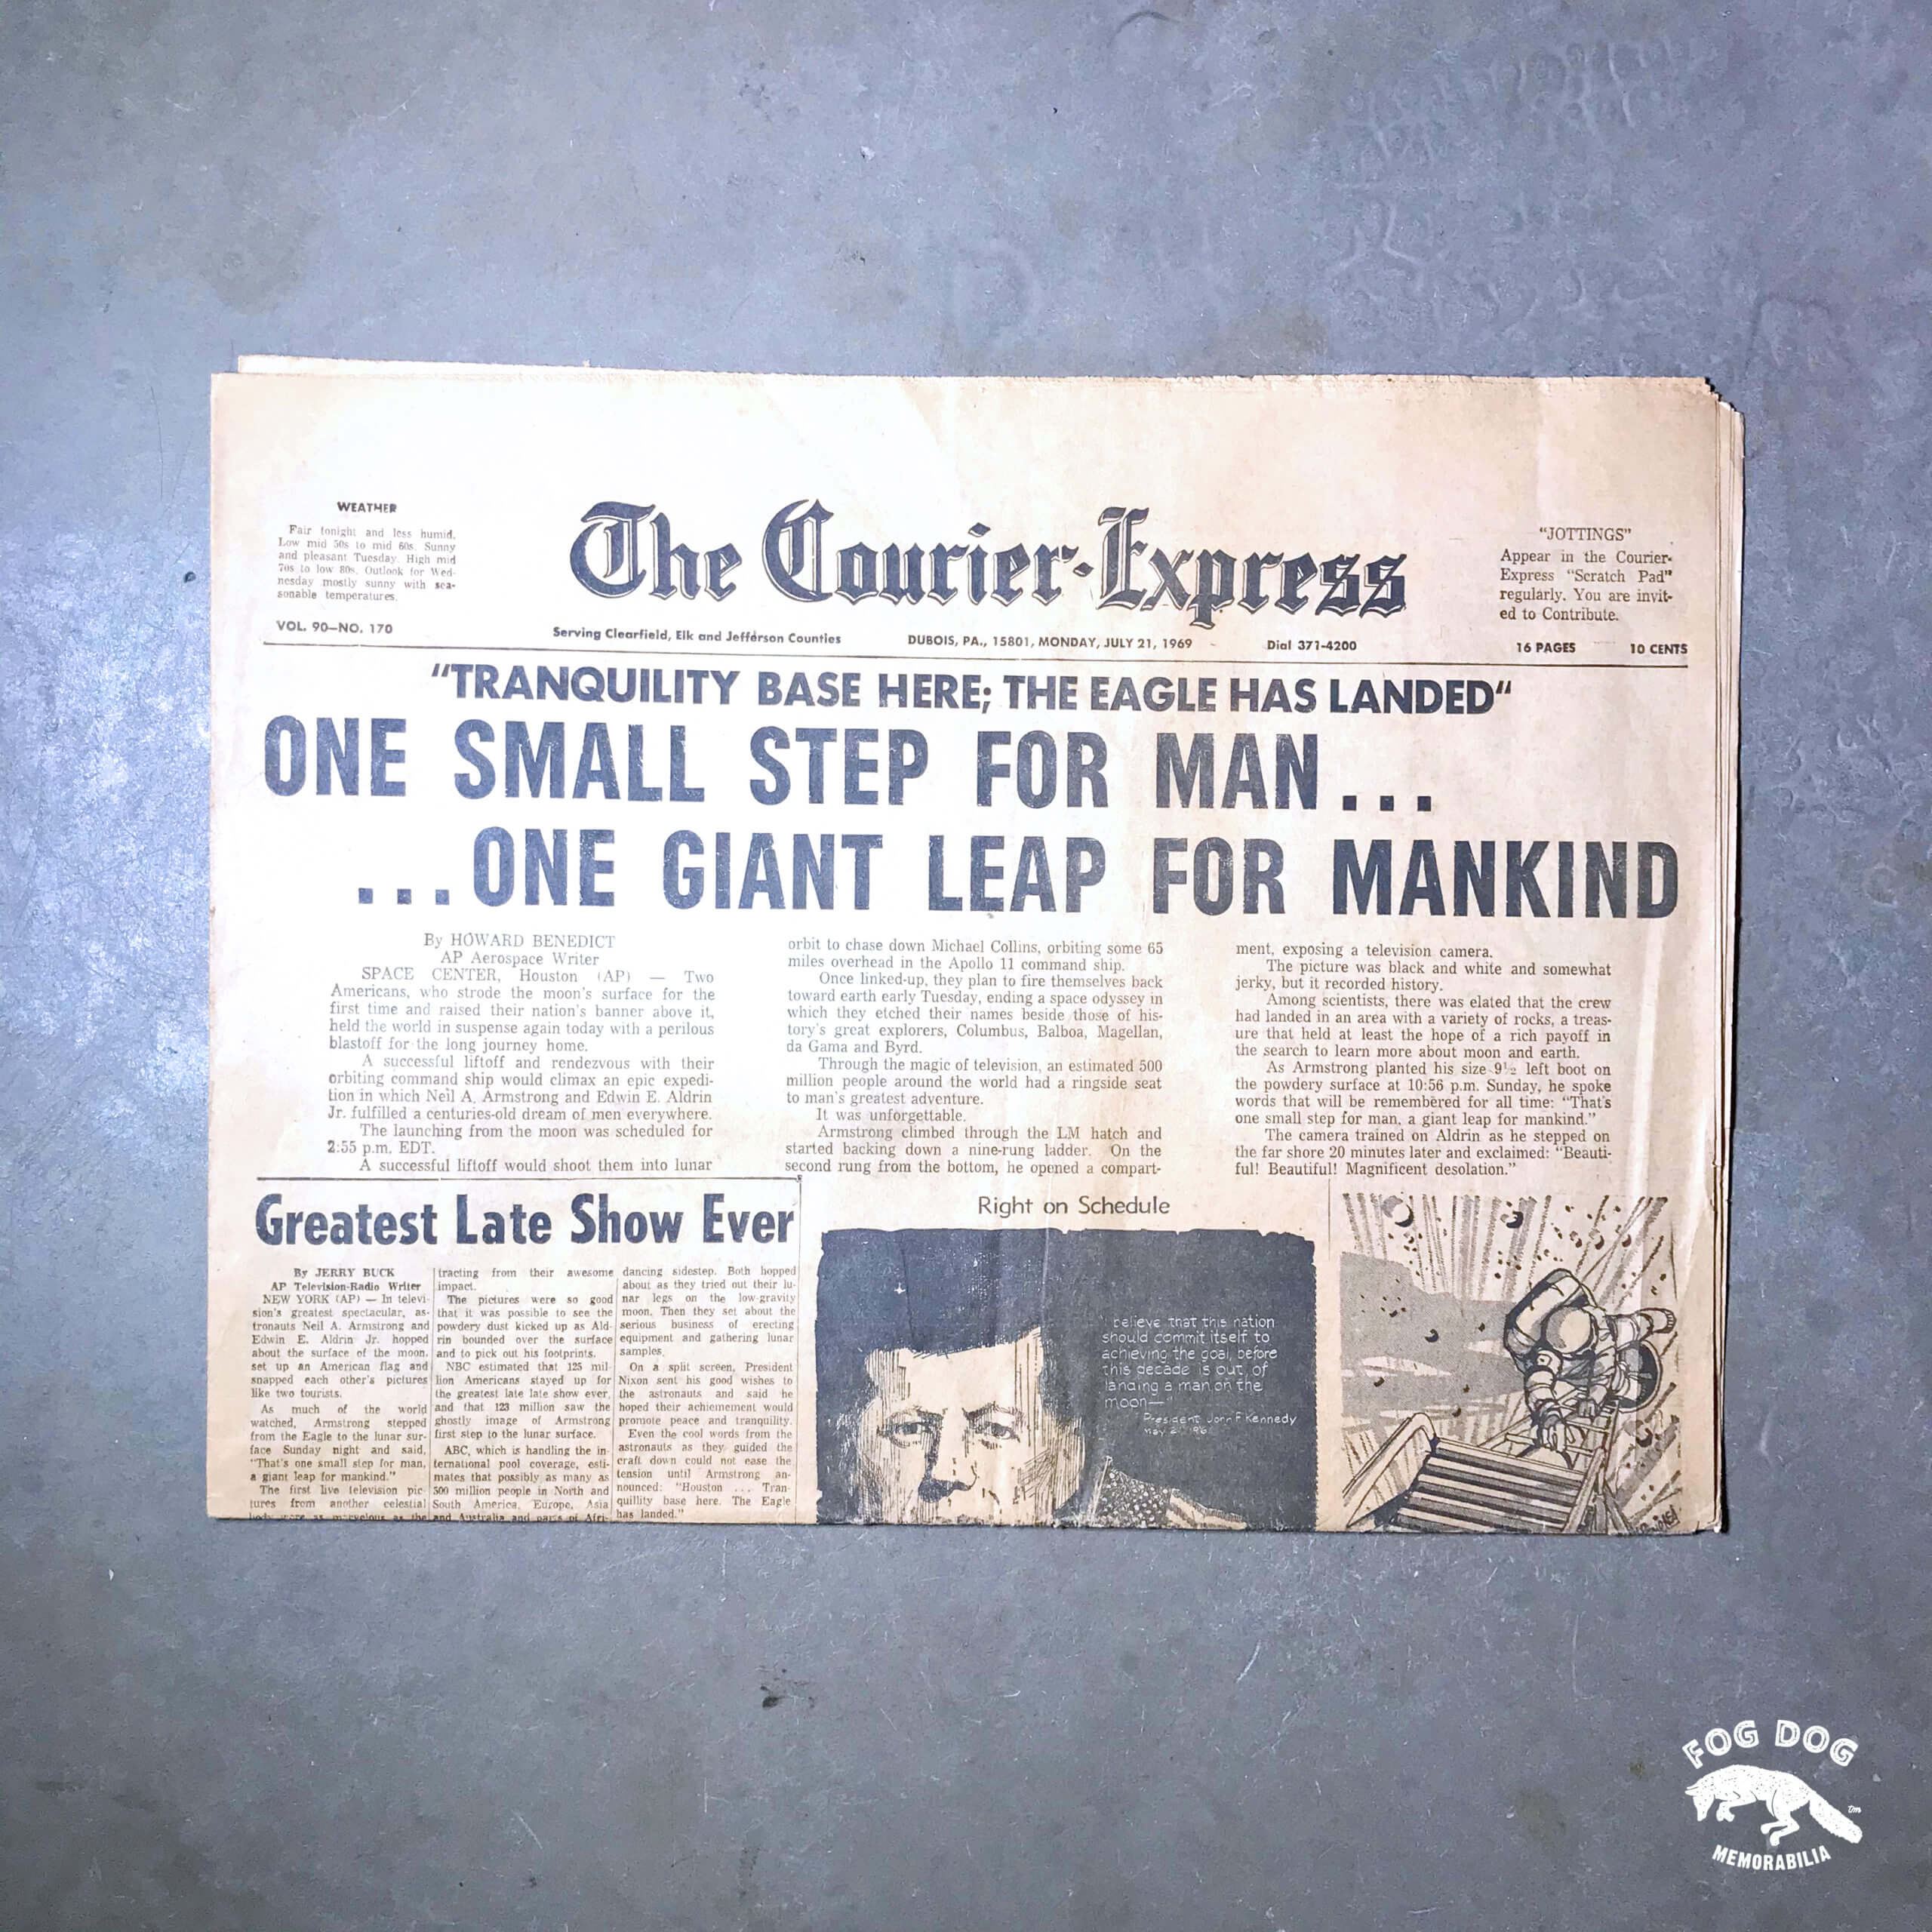 WEATHER
Fair tonight and less humid.
Low mid 50s to mid 60s. Sunny
and pleasant Tuesday. High mid
70s to low 80s. Outlook for Wed-
nesday mostly sunny with sea-
sonable temperatures.
The Courier-Express
"JOTTINGS"
Appear in the Courier-
Express "Scratch Pad"
regularly. You are invit-
ed to Contribute.
VOL. 90—NO. 170
Serving Clearfield, Elk and Jefferson Counties
DUBOIS, PA., 15801, MONDAY, JULY 21, 1969
Dial 371-4200
16 PAGES
10 CENTS
"TRANQUILITY BASE HERE; THE EAGLE HAS LANDED"
ONE SMALL STEP FOR MAN...
...ONE GIANT LEAP FOR MANKIND
By HOWARD BENEDICT
AP Aerospace Writer
SPACE CENTER, Houston (AP) — Two
Americans, who strode the moon's surface for the
first time and raised their nation's banner above it,
held the world in suspense again today with a perilous
blastoff for the long journey home.
A successful liftoff and rendezvous with their
orbiting command ship would climax an epic expedi-
tion in which Neil A. Armstrong and Edwin E. Aldrin
Jr. fulfilled a centuries-old dream of men everywhere.
The launching from the moon was scheduled for
2:55 p.m. EDT.
A successful liftoff would shoot them into lunar
orbit to chase down Michael Collins, orbiting some 65
miles overhead in the Apollo 11 command ship.
Once linked-up, they plan to fire themselves back
toward earth early Tuesday, ending a space odyssey in
which they etched their names beside those of his-
tory's great explorers, Columbus, Balboa, Magellan,
da Gama and Byrd.
Through the magic of television, an estimated 500
million people around the world had a ringside seat
to man's greatest adventure.
It was unforgettable.
Armstrong climbed through the LM hatch and
started backing down a nine-rung ladder. On the
second rung from the bottom, he opened a compart-
ment, exposing a television camera.
The picture was black and white and somewhat
jerky, but it recorded history.
Among scientists, there was elated that the crew
had landed in an area with a variety of rocks, a treas-
ure that held at least the hope of a rich payoff in
the search to learn more about moon and earth.
As Armstrong planted his size 9½ left boot on
the powdery surface at 10:56 p.m. Sunday, he spoke
words that will be remembered for all time: "That's
one small step for man, a giant leap for mankind."
The camera trained on Aldrin as he stepped on
the far shore 20 minutes later and exclaimed: "Beauti-
ful! Beautiful! Magnificent desolation."
Greatest Late Show Ever
By JERRY BUCK
AP Television-Radio Writer
NEW YORK (AP) — In televi-
sion's greatest spectacular, as-
tronauts Neil A. Armstrong and
Edwin E. Aldrin Jr. hopped
about the surface of the moon,
set up an American flag and
snapped each other's pictures
like two tourists.
As much of the world
watched, Armstrong stepped
from the Eagle to the lunar sur-
face Sunday night and said,
"That's one small step for man,
a giant leap for mankind."
The first live television pic
tures from another celestial
body were as marvelous as the
tracting from their awesome
impact.
The pictures were so good
that it was possible to see the
powdery dust kicked up as Ald-
rin bounded over the surface
and to pick out his footprints.
NBC estimated that 125 mil-
lion Americans stayed up for
the greatest late late show ever,
and that 123 million saw the
ghostly image of Armstrong
first step to the lunar surface.
ABC, which is handling the in-
ternational pool coverage, esti-
mates that possibly as many as
500 million people in North and
South America, Europe, Asia
and Australia and parts of Afri-
dancing sidestep. Both hopped
about as they tried out their lu-
nar legs on the low-gravity
moon. Then they set about the
serious business of erecting
equipment and gathering lunar
samples.
On a split screen, President
Nixon sent his good wishes to
the astronauts and said he
hoped their achievement would
promote peace and tranquility.
Even the cool words from the
astronauts as they guided the
craft down could not ease the
tension until Armstrong an-
nounced: "Houston ... Tran-
quillity base here. The Eagle
has landed."
Right on Schedule
believe that this nation
should commit itself to
achieving the goal, before
this decade is out, of
landing a man on the
moon—"
President John F Kennedy
FOG DOG
TM
MEMORABILIA